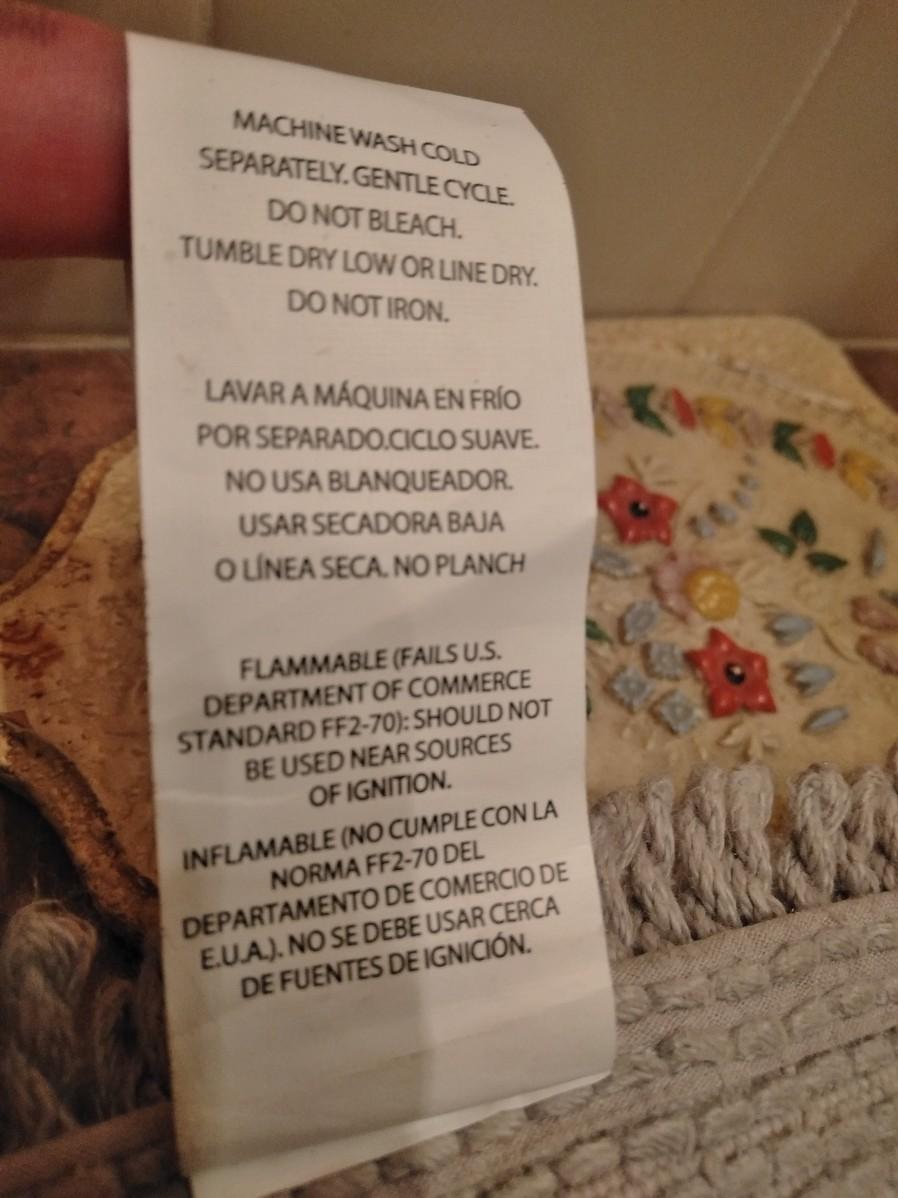 MACHINE WASH COLD
SEPARATELY. GENTLE CYCLE.
DO NOT BLEACH.
TUMBLE DRY LOW OR LINE DRY.
DO NOT IRON.
LAVAR A MÁQUINA EN FRÍO
POR SEPARADO.CICLO SUAVE.
NO USA BLANQUEADOR.
USAR SECADORA BAJA
O LÍNEA SECA. NO PLANCH
FLAMMABLE (FAILS U.S.
DEPARTMENT OF COMMERCE
STANDARD FF2-70): SHOULD NOT
BE USED NEAR SOURCES
OF IGNITION.
INFLAMABLE (NO CUMPLE CON LA
NORMA FF2-70 DEL
DEPARTAMENTO DE COMERCIO DE
E.U.A.). NO SE DEBE USAR CERCA
DE FUENTES DE IGNICIÓN.